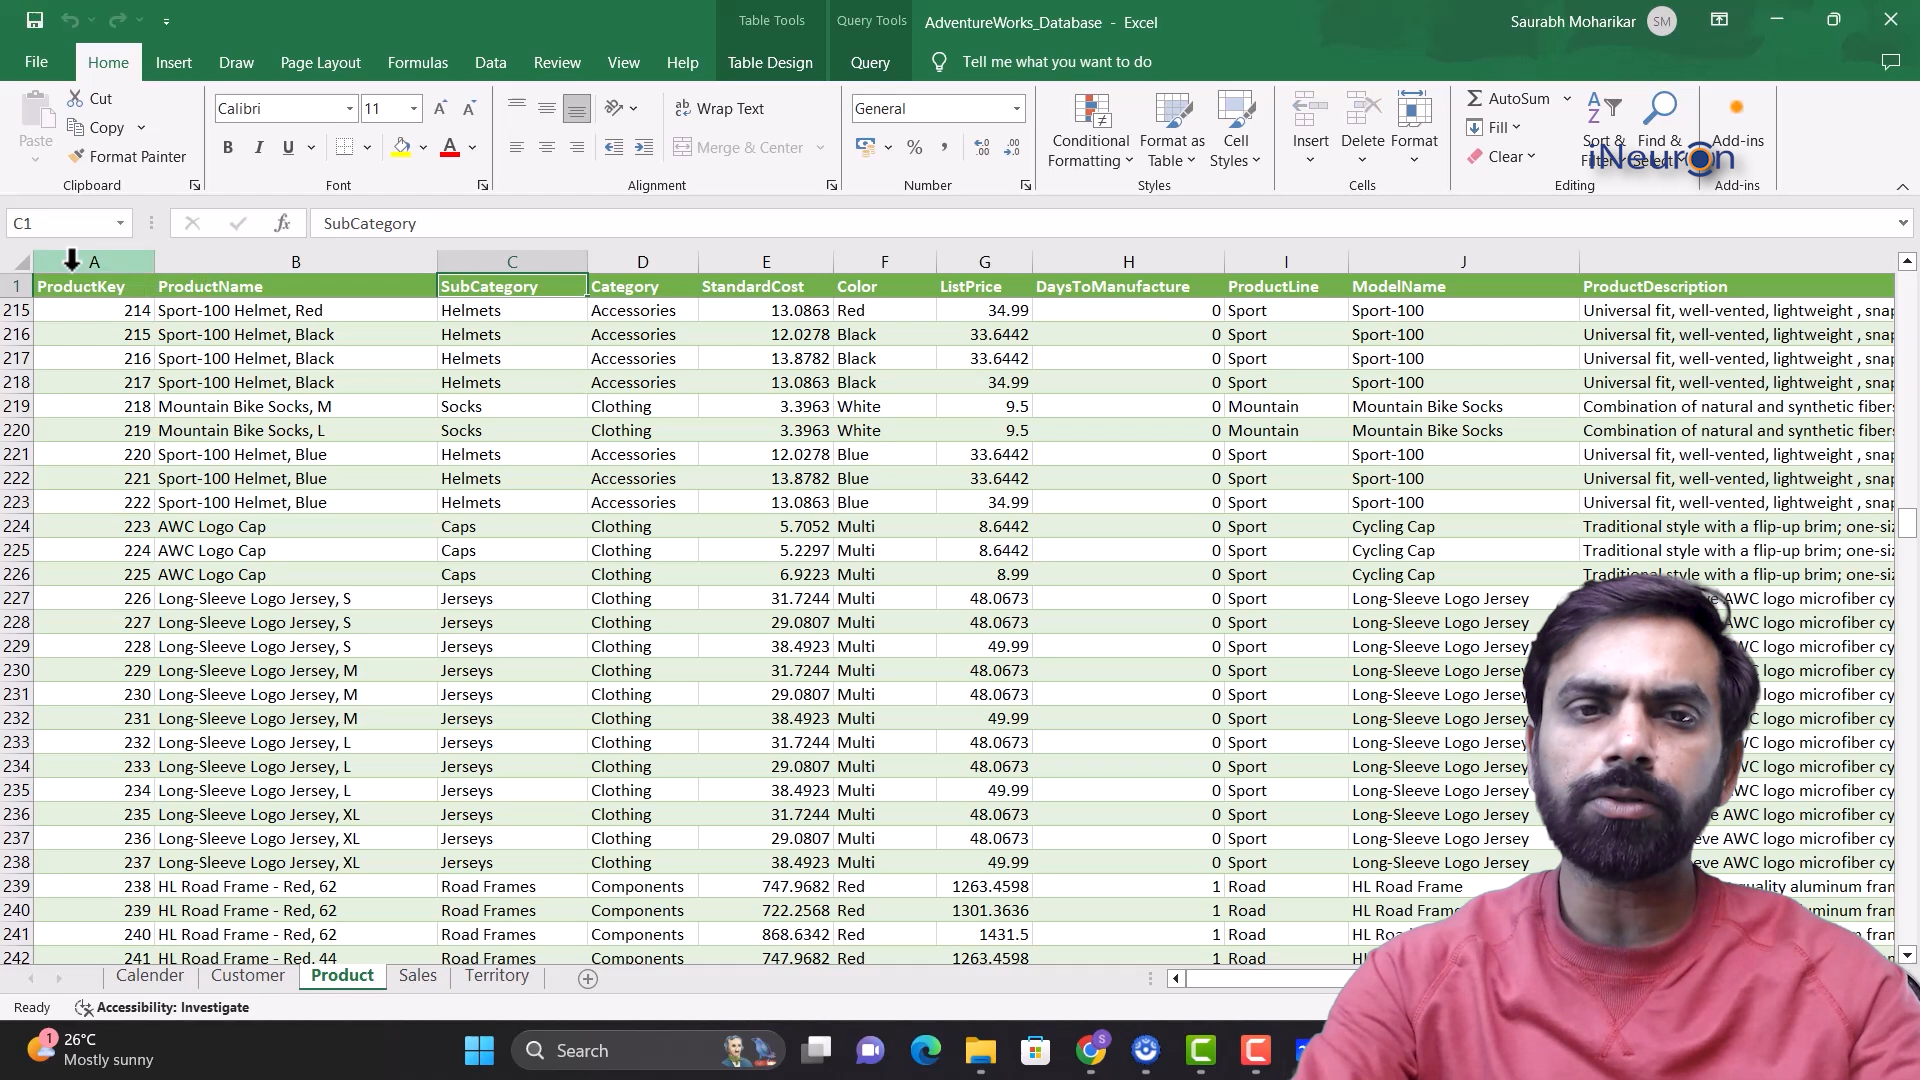 Table Tools Query Tools AdventureWorks_Database - Excel Saurabh Moharikar SM
File Home Insert Draw Page Layout Formulas Data Review View Help Table Design Query Tell me what you want to do
Cut Calibri 11 Wrap Text General AutoSum
Copy
Paste Format Painter B I U Merge & Center % Conditional Formatting Format as Table Cell Styles Insert Delete Format Fill Clear Sort & Find & Add-ins
iNeuron
Clipboard Font Alignment Number Styles Cells Editing Add-ins
C1 fx SubCategory
A B C D E F G H I J
1 ProductKey ProductName SubCategory Category StandardCost Color ListPrice DaysToManufacture ProductLine ModelName ProductDescription
215 214 Sport-100 Helmet, Red Helmets Accessories 13.0863 Red 34.99 0 Sport Sport-100 Universal fit, well-vented, lightweight , snap
216 215 Sport-100 Helmet, Black Helmets Accessories 12.0278 Black 33.6442 0 Sport Sport-100 Universal fit, well-vented, lightweight , snap
217 216 Sport-100 Helmet, Black Helmets Accessories 13.8782 Black 33.6442 0 Sport Sport-100 Universal fit, well-vented, lightweight , snap
218 217 Sport-100 Helmet, Black Helmets Accessories 13.0863 Black 34.99 0 Sport Sport-100 Universal fit, well-vented, lightweight , snap
219 218 Mountain Bike Socks, M Socks Clothing 3.3963 White 9.5 0 Mountain Mountain Bike Socks Combination of natural and synthetic fibers
220 219 Mountain Bike Socks, L Socks Clothing 3.3963 White 9.5 0 Mountain Mountain Bike Socks Combination of natural and synthetic fibers
221 220 Sport-100 Helmet, Blue Helmets Accessories 12.0278 Blue 33.6442 0 Sport Sport-100 Universal fit, well-vented, lightweight , snap
222 221 Sport-100 Helmet, Blue Helmets Accessories 13.8782 Blue 33.6442 0 Sport Sport-100 Universal fit, well-vented, lightweight , snap
223 222 Sport-100 Helmet, Blue Helmets Accessories 13.0863 Blue 34.99 0 Sport Sport-100 Universal fit, well-vented, lightweight , snap
224 223 AWC Logo Cap Caps Clothing 5.7052 Multi 8.6442 0 Sport Cycling Cap Traditional style with a flip-up brim; one-siz
225 224 AWC Logo Cap Caps Clothing 5.2297 Multi 8.6442 0 Sport Cycling Cap Traditional style with a flip-up brim; one-siz
226 225 AWC Logo Cap Caps Clothing 6.9223 Multi 8.99 0 Sport Cycling Cap Traditional style with a flip-up brim; one-siz
227 226 Long-Sleeve Logo Jersey, S Jerseys Clothing 31.7244 Multi 48.0673 0 Sport Long-Sleeve Logo Jersey AWC logo microfiber cy
228 227 Long-Sleeve Logo Jersey, S Jerseys Clothing 29.0807 Multi 48.0673 0 Sport Long-Sleeve Logo Jersey AWC logo microfiber cy
229 228 Long-Sleeve Logo Jersey, S Jerseys Clothing 38.4923 Multi 49.99 0 Sport Long-Sleeve Logo Jersey logo microfiber cy
230 229 Long-Sleeve Logo Jersey, M Jerseys Clothing 31.7244 Multi 48.0673 0 Sport Long-Sleeve Logo Jersey logo microfiber cy
231 230 Long-Sleeve Logo Jersey, M Jerseys Clothing 29.0807 Multi 48.0673 0 Sport Long-Sleeve Logo Jersey logo microfiber cy
232 231 Long-Sleeve Logo Jersey, M Jerseys Clothing 38.4923 Multi 49.99 0 Sport Long-Sleeve Logo Jersey logo microfiber cy
233 232 Long-Sleeve Logo Jersey, L Jerseys Clothing 31.7244 Multi 48.0673 0 Sport Long-Sleeve Logo Jersey logo microfiber cy
234 233 Long-Sleeve Logo Jersey, L Jerseys Clothing 29.0807 Multi 48.0673 0 Sport Long-Sleeve Logo Jersey logo microfiber cy
235 234 Long-Sleeve Logo Jersey, L Jerseys Clothing 38.4923 Multi 49.99 0 Sport Long-Sleeve Logo Jersey AWC logo microfiber cy
236 235 Long-Sleeve Logo Jersey, XL Jerseys Clothing 31.7244 Multi 48.0673 0 Sport Long-Sleeve Logo Jersey AWC logo microfiber cy
237 236 Long-Sleeve Logo Jersey, XL Jerseys Clothing 29.0807 Multi 48.0673 0 Sport Long-Sleeve Logo Jersey AWC logo microfiber cy
238 237 Long-Sleeve Logo Jersey, XL Jerseys Clothing 38.4923 Multi 49.99 0 Sport Long-Sleeve Logo Jersey AWC logo microfiber cy
239 238 HL Road Frame - Red, 62 Road Frames Components 747.9682 Red 1263.4598 1 Road HL Road Frame quality aluminum fram
240 239 HL Road Frame - Red, 62 Road Frames Components 722.2568 Red 1301.3636 1 Road HL Road Frame fram
241 240 HL Road Frame - Red, 62 Road Frames Components 868.6342 Red 1431.5 1 Road fram
242 241 HL Road Frame - Red, 44 Road Frames Components 747.9682 Red 1263.4598 1 Road
Calender Customer Product Sales Territory
Ready Accessibility: Investigate
1 26°C
Mostly sunny
Search S